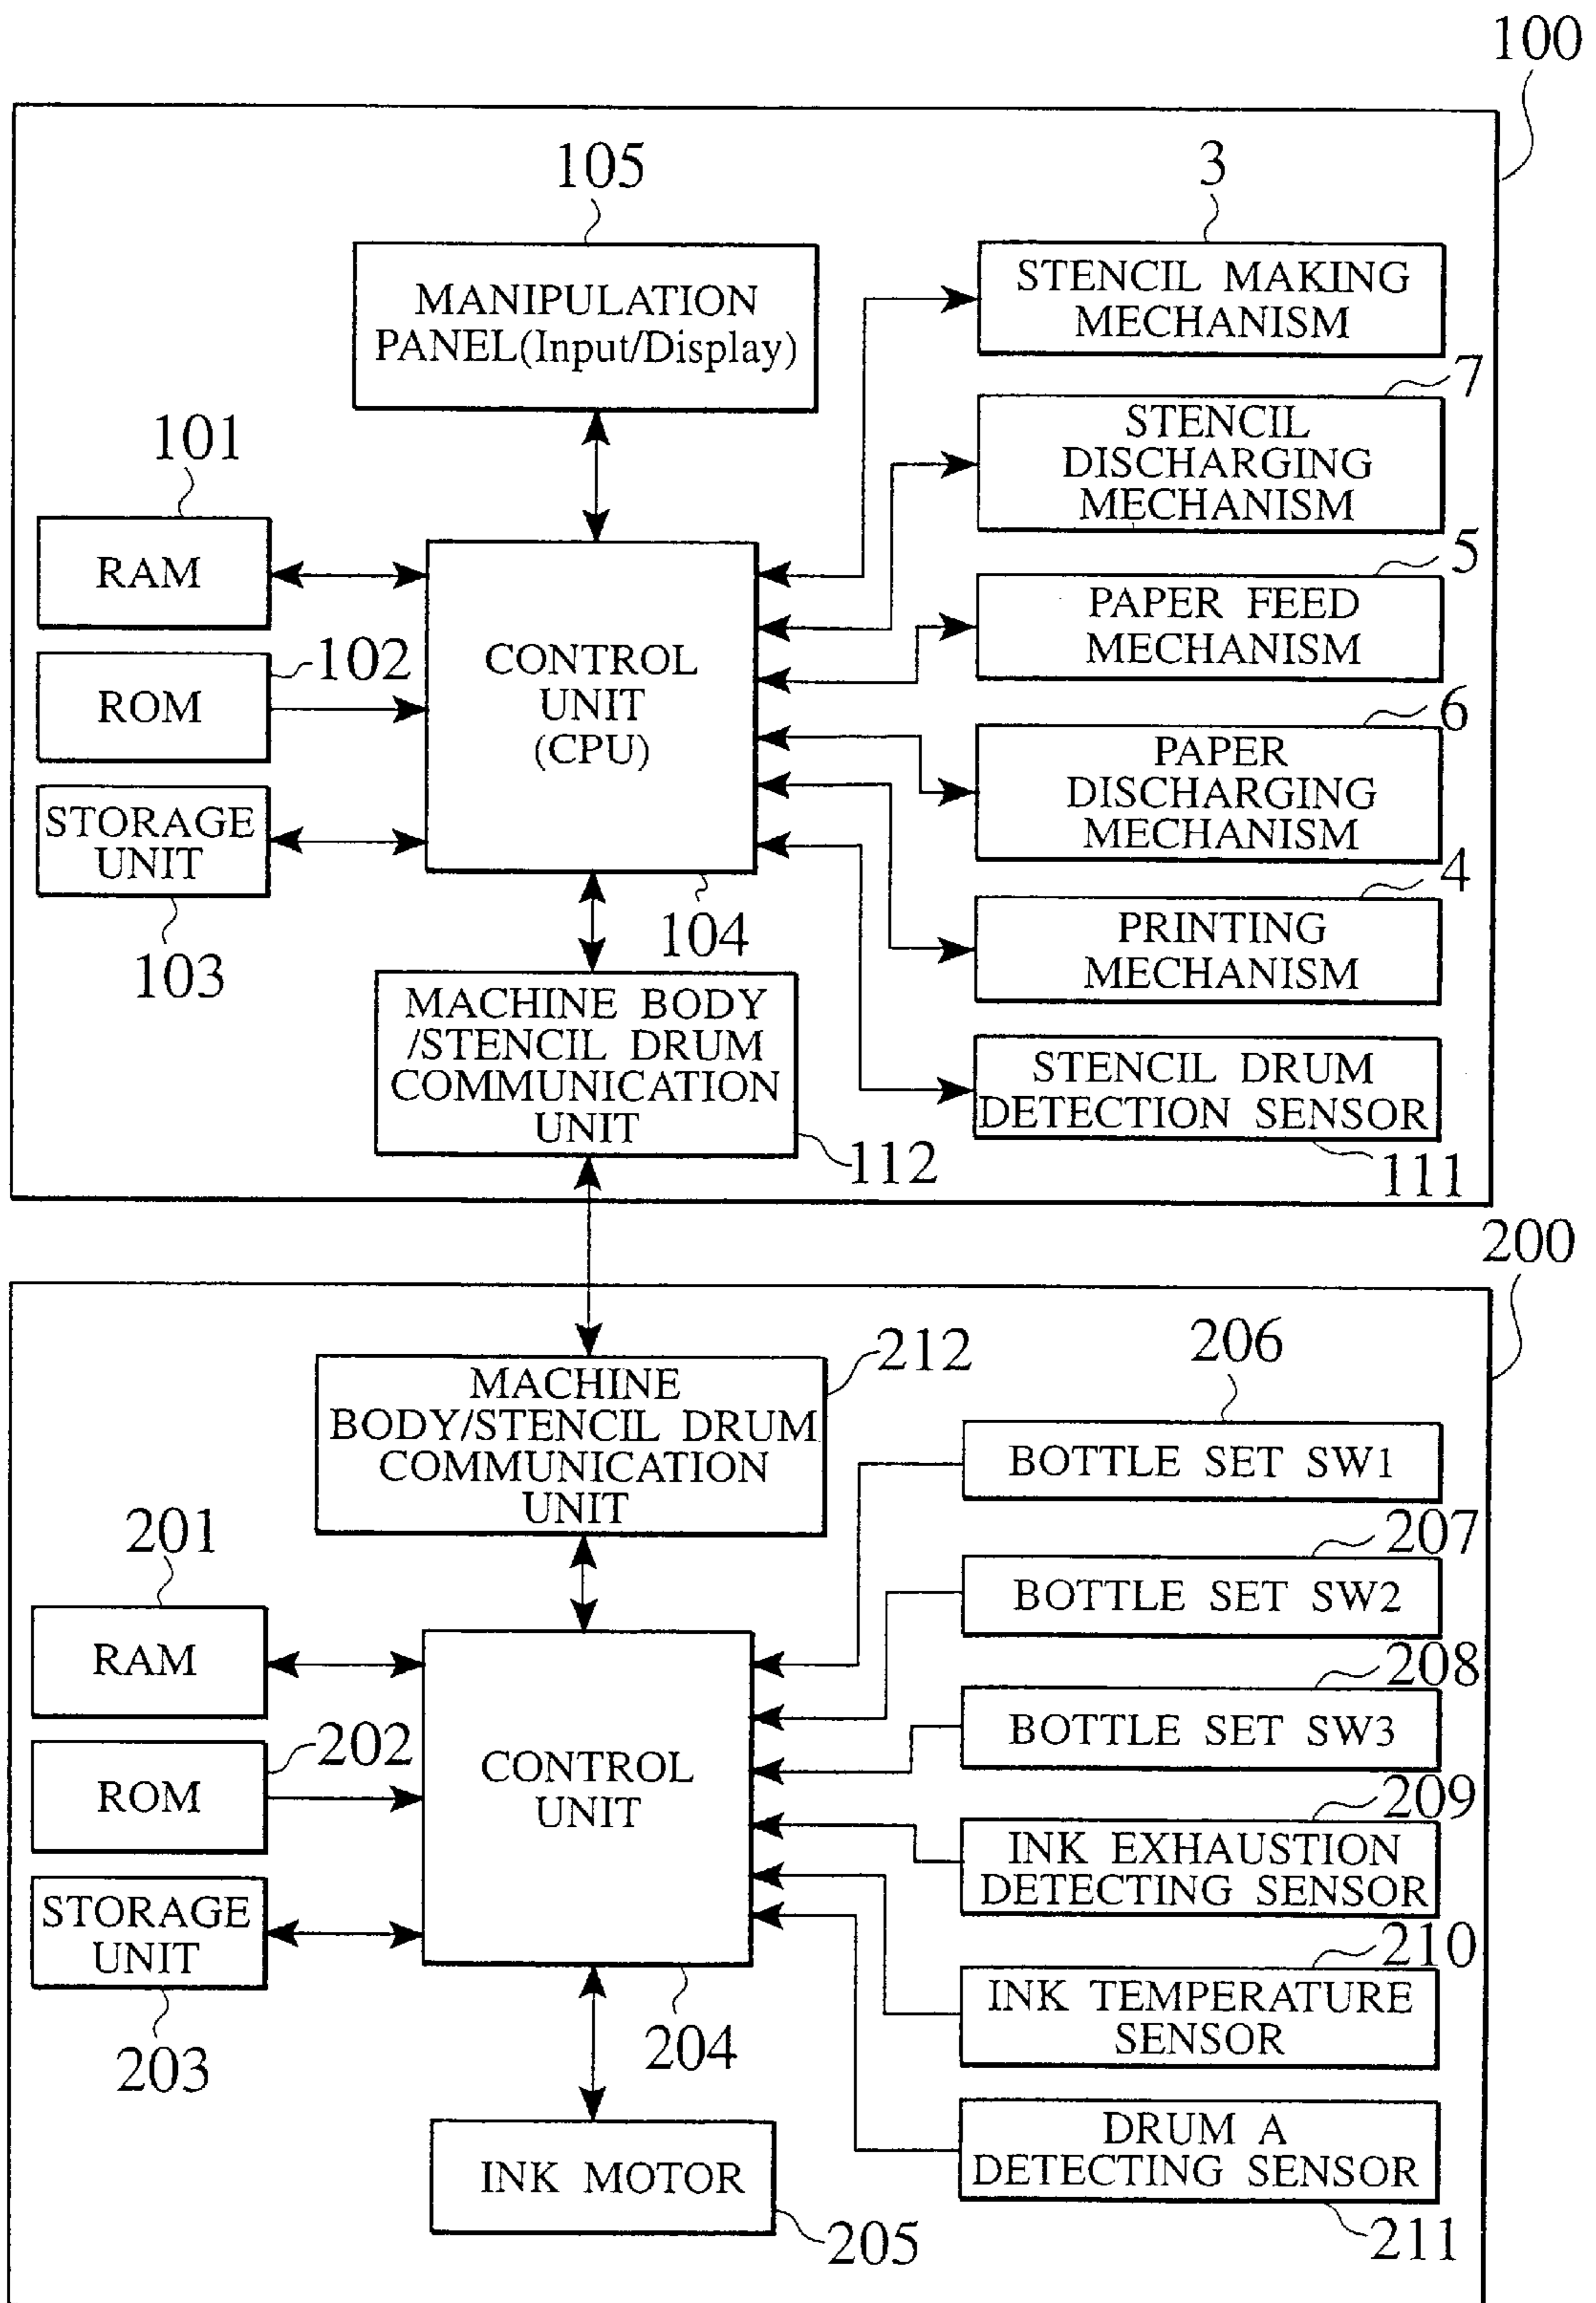 100
105
MANIPULATION
PANEL(Input/Display)
3
STENCIL MAKING
MECHANISM
7
STENCIL
DISCHARGING
MECHANISM
101
RAM
102
ROM
STORAGE
UNIT
103
CONTROL
UNIT
(CPU)
104
5
PAPER FEED
MECHANISM
6
PAPER
DISCHARGING
MECHANISM
4
PRINTING
MECHANISM
MACHINE BODY
/STENCIL DRUM
COMMUNICATION
UNIT
112
STENCIL DRUM
DETECTION SENSOR
111
200
212
MACHINE
BODY/STENCIL DRUM
COMMUNICATION
UNIT
206
BOTTLE SET SW1
207
BOTTLE SET SW2
208
BOTTLE SET SW3
201
RAM
202
ROM
STORAGE
UNIT
203
CONTROL
UNIT
204
209
INK EXHAUSTION
DETECTING SENSOR
210
INK TEMPERATURE
SENSOR
INK MOTOR
205
DRUM A
DETECTING SENSOR
211